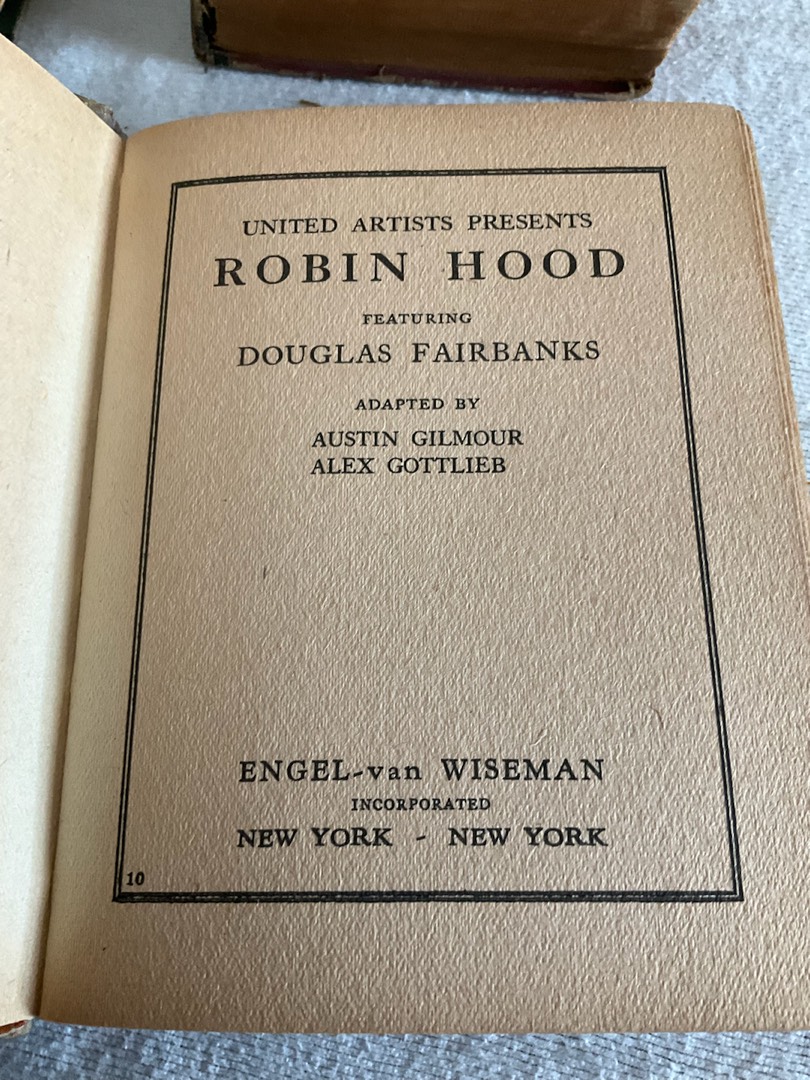 UNITED ARTISTS PRESENTS
ROBIN HOOD
FEATURING
DOUGLAS FAIRBANKS
ADAPTED BY
AUSTIN GILMOUR
ALEX GOTTLIEB
ENGEL-van WISEMAN
INCORPORATED
NEW YORK - NEW YORK
10